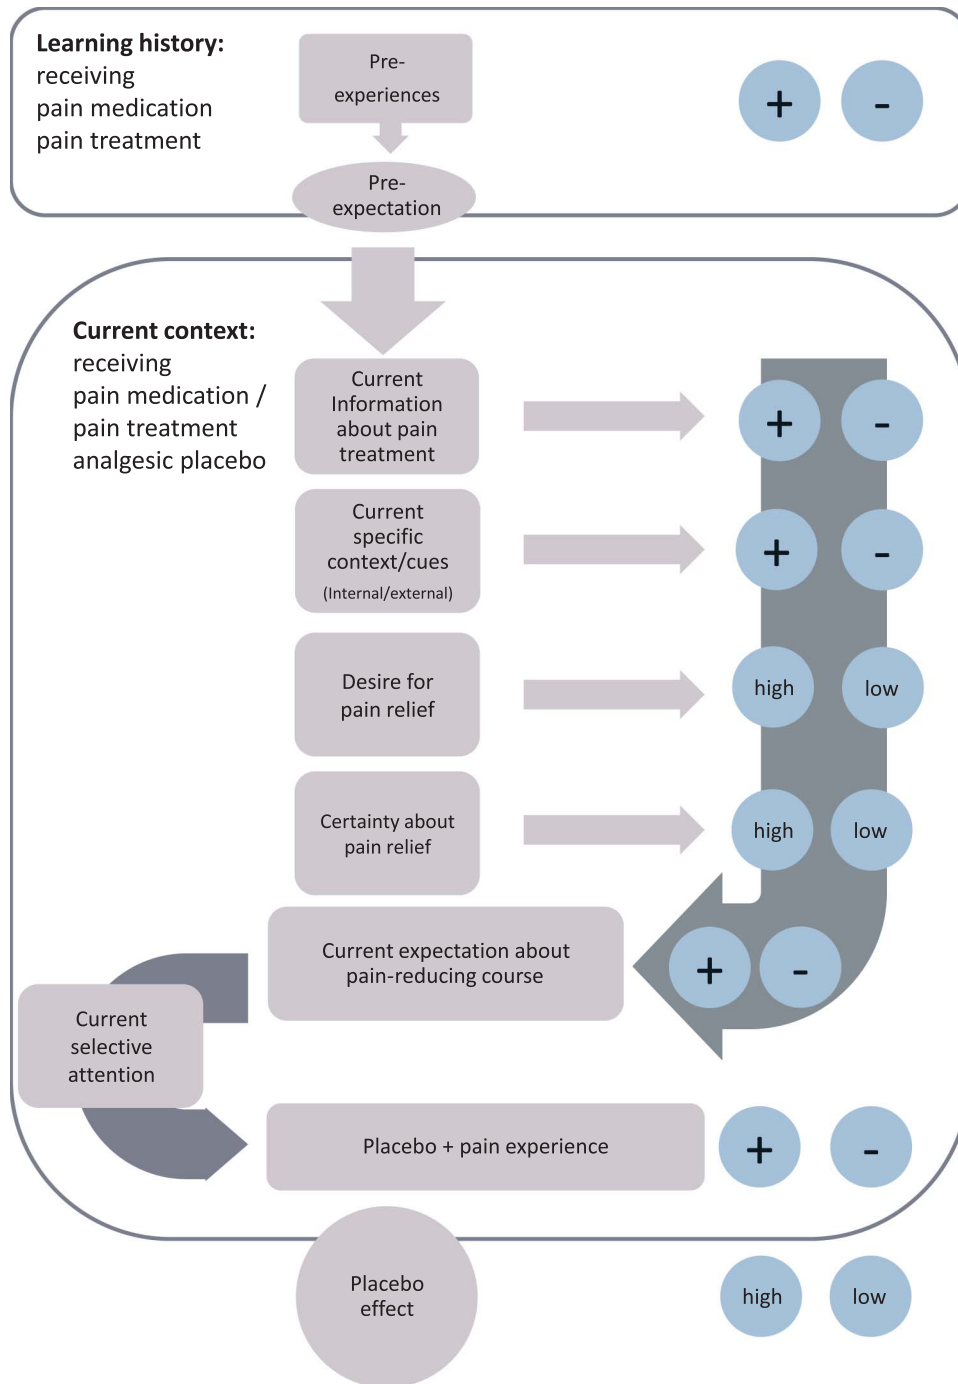 Learning history:
receiving
pain medication
pain treatment
Pre-
experiences
+ -
Pre-
expectation
Current context:
receiving
pain medication /
pain treatment
analgesic placebo
Current
Information
about pain
treatment
+ -
Current
specific
context/cues
(Internal/external)
+ -
Desire for
pain relief
high low
Certainty about
pain relief
high low
Current expectation about
pain-reducing course
+ -
Current
selective
attention
Placebo + pain experience
+ -
Placebo
effect
high low